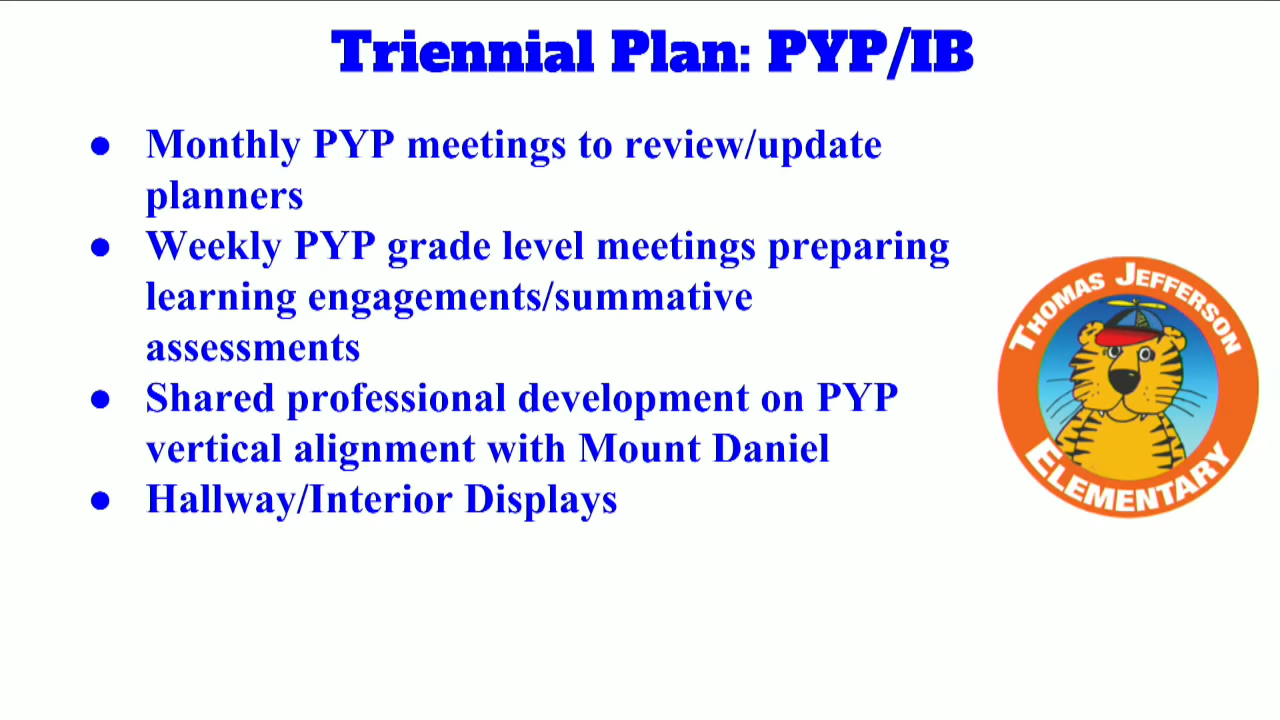 Triennial Plan: PYP/IB
● Monthly PYP meetings to review/update
planners
● Weekly PYP grade level meetings preparing
learning engagements/summative
assessments
● Shared professional development on PYP
vertical alignment with Mount Daniel
● Hallway/Interior Displays
THOMAS JEFFERSON
ELEMENTARY